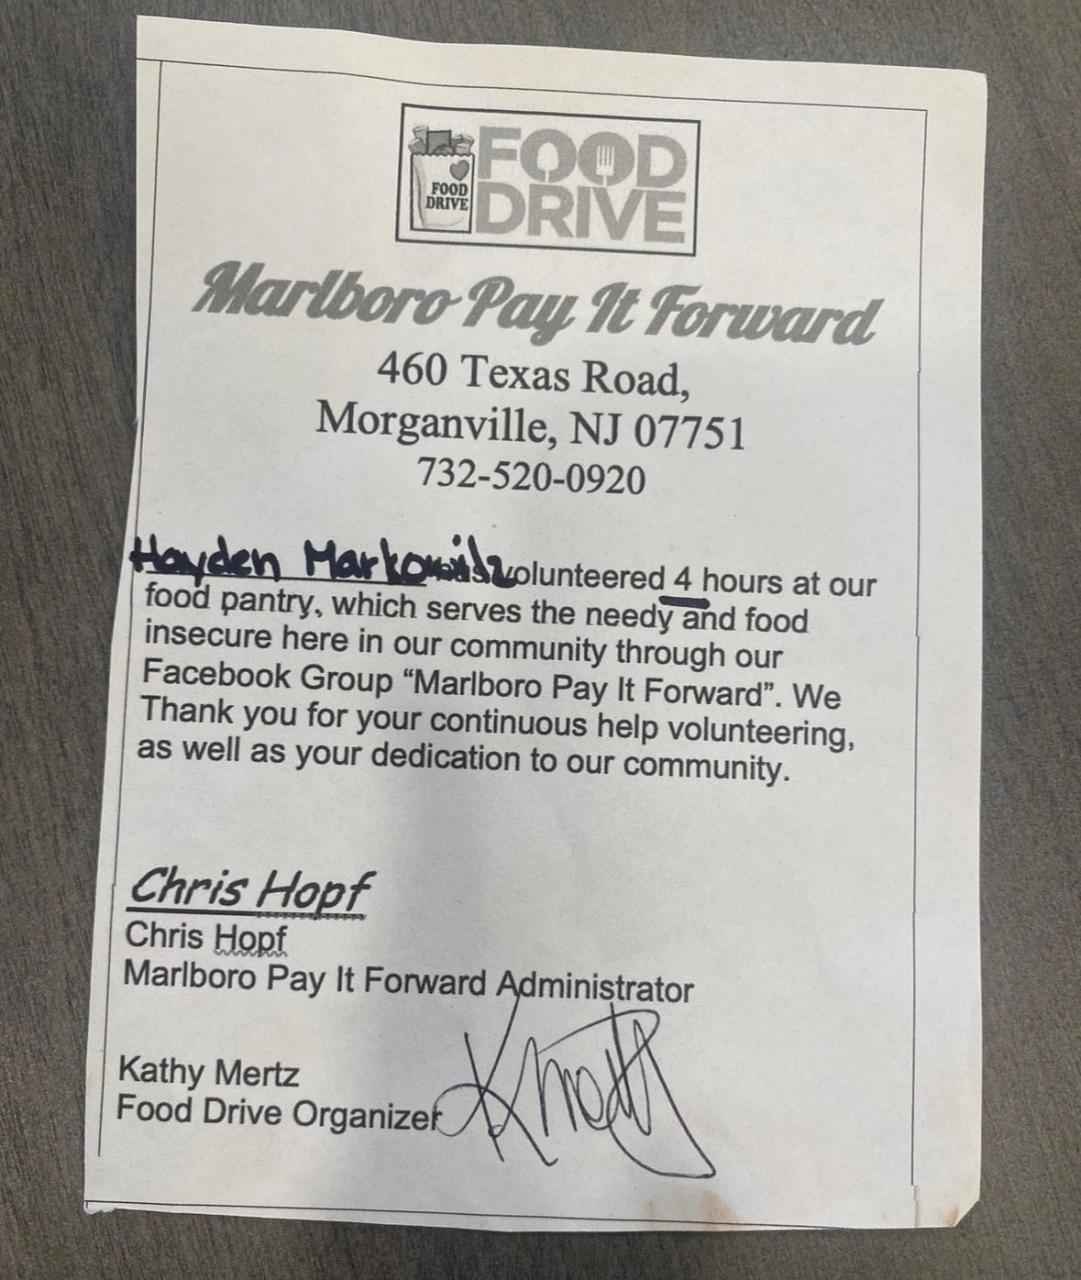 FOOD
DRIVE
FOOD
DRIVE
Marlboro Pay It Forward
460 Texas Road,
Morganville, NJ 07751
732-520-0920
Hayden Markowitz volunteered 4 hours at our
food pantry, which serves the needy and food
insecure here in our community through our
Facebook Group “Marlboro Pay It Forward”. We
Thank you for your continuous help volunteering,
as well as your dedication to our community.
Chris Hopf
Chris Hopf
Marlboro Pay It Forward Administrator
Kathy Mertz
Food Drive Organizer